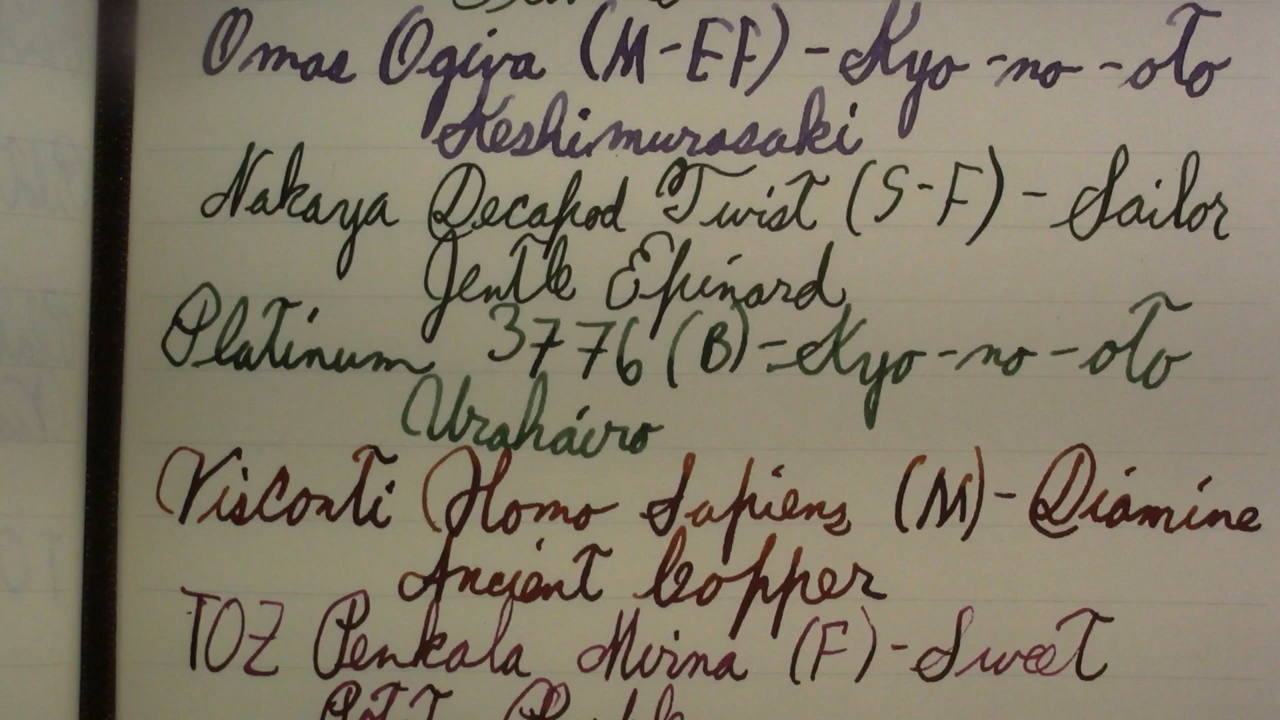 Omas Ogiva (M-EF) - Kyo-no-oto
Keshimurasaki
Nakaya Decapod Twist (S-F) - Sailor
Jentle Epinard
Platinum 3776 (B) - Kyo-no-oto
Urahairo
Visconti Homo Sapiens (M) - Diamine
Ancient Copper
TOZ Penkala Mirna (F) - Sweet